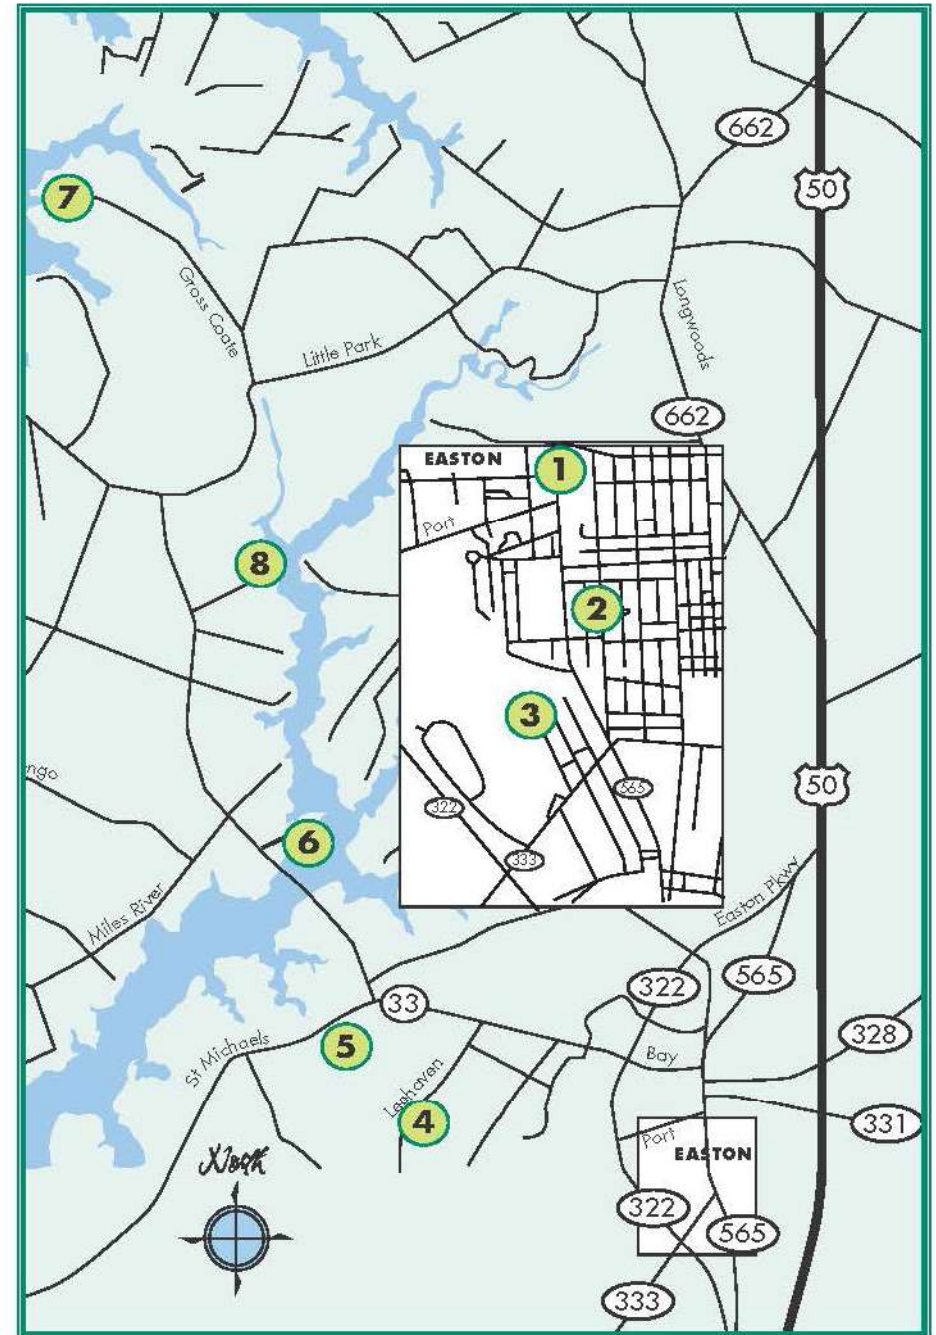 662
50
7
Gross Coate
Longwoods
Little Park
662
EASTON
1
Port
8
2
3
ngo
50
565
322
6
333
Miles River
Easton Pkwy
322
565
33
328
5
St Michaels
Bay
Leehaven
4
331
Port
EASTON
North
322
565
333